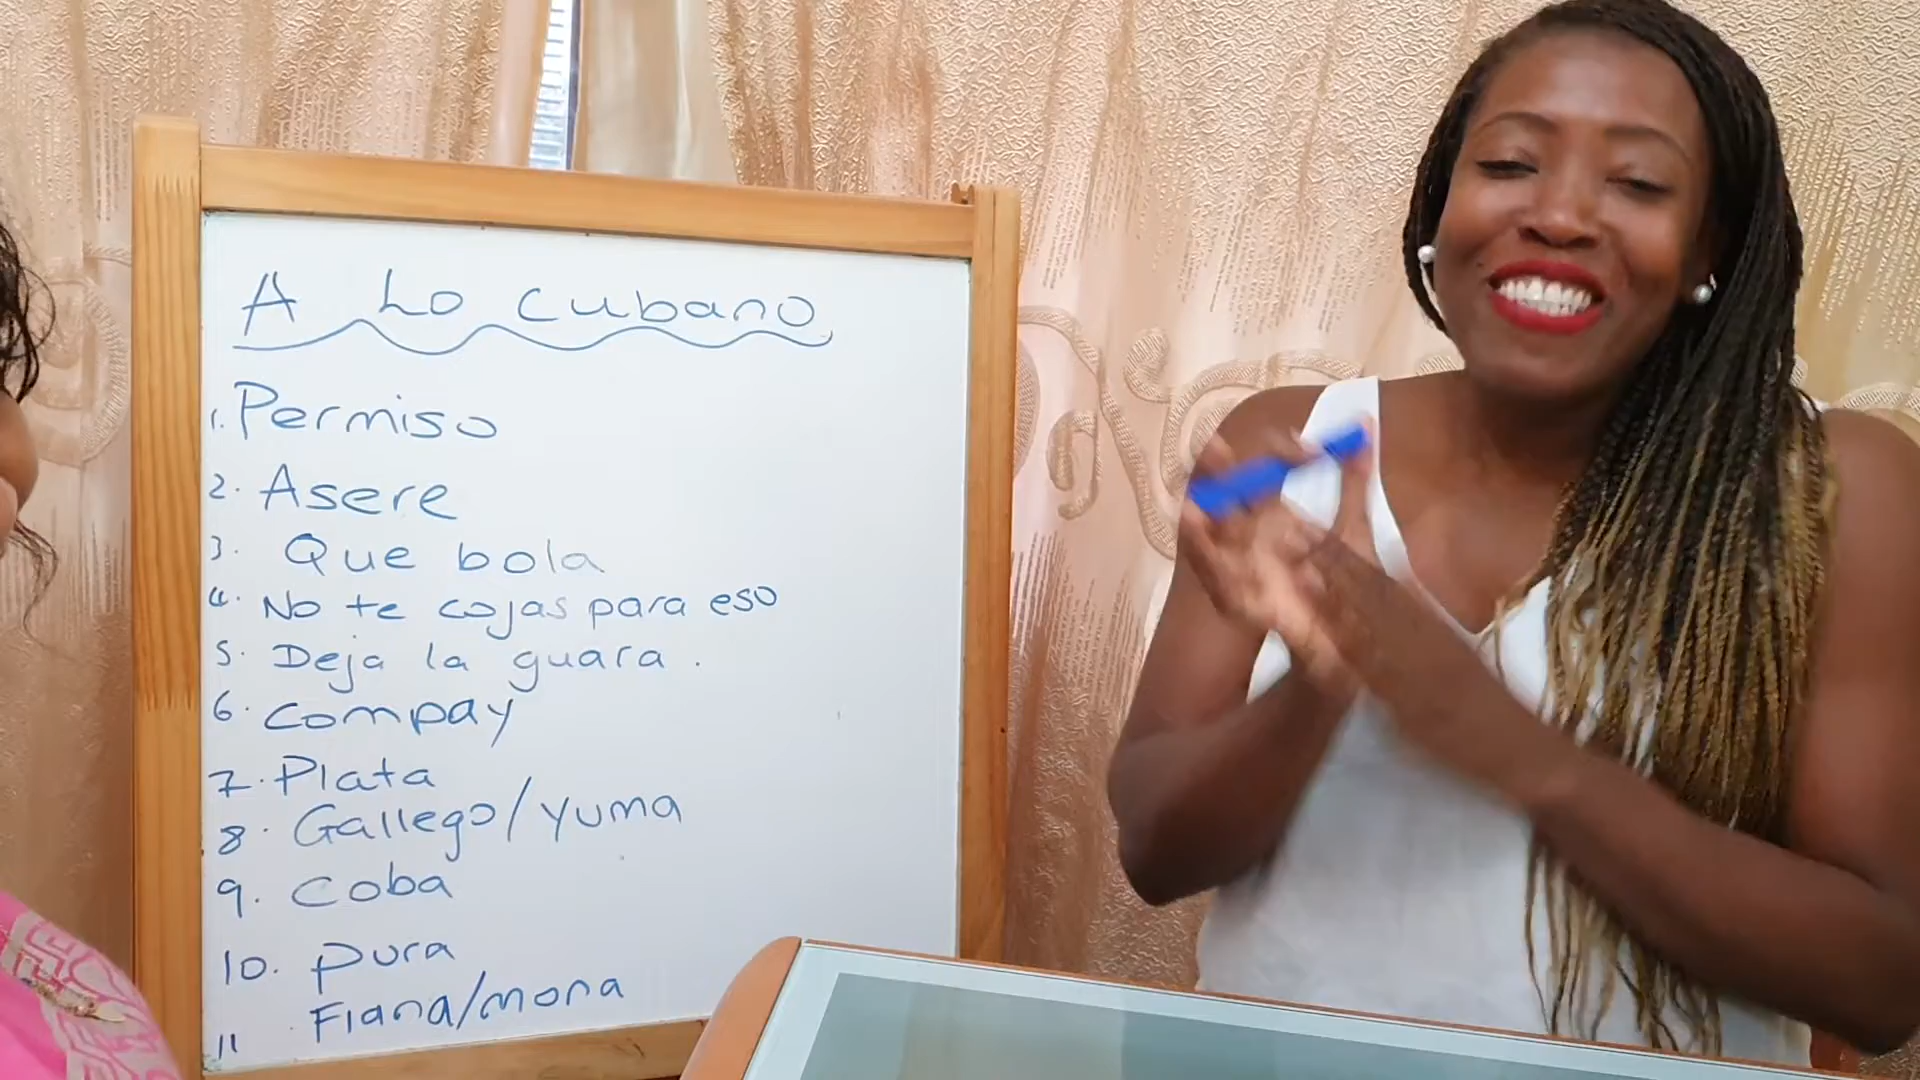 A Lo cubano
1. Permiso
2. Asere
3. Que bola
4. No te cojas para eso
5. Deja la guara.
6. compay
7. Plata
8. Gallego/yuma
9. coba
10. pura
11 Fiana/mona